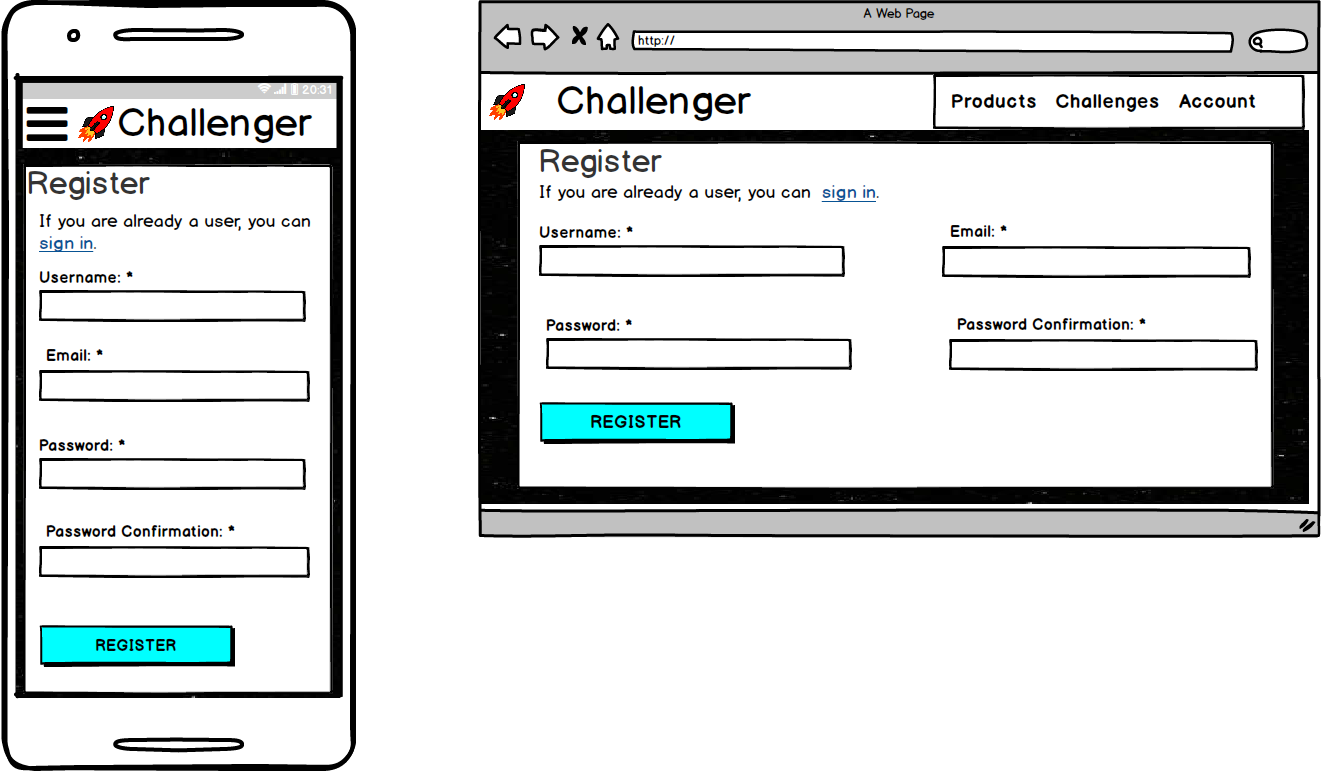 20:31
Challenger
Register
If you are already a user, you can
sign in.
Username: *
Email: *
Password: *
Password Confirmation: *
REGISTER
A Web Page
http://
Challenger
Products Challenges Account
Register
If you are already a user, you can sign in.
Username: * Email: *
Password: * Password Confirmation: *
REGISTER